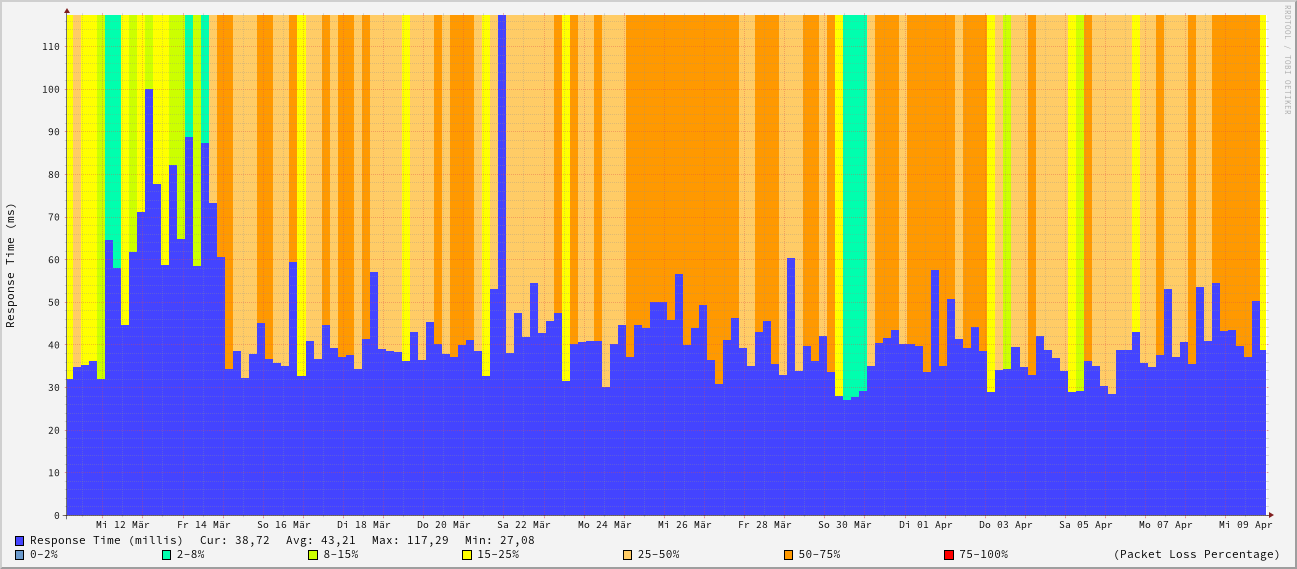 RRDTOOL / TOBI OETIKER
Response Time (ms)
110
100
90
80
70
60
50
40
30
20
10
0
Mi 12 Mär Fr 14 Mär So 16 Mär Di 18 Mär Do 20 Mär Sa 22 Mär Mo 24 Mär Mi 26 Mär Fr 28 Mär So 30 Mär Di 01 Apr Do 03 Apr Sa 05 Apr Mo 07 Apr Mi 09 Apr
Response Time (millis) Cur: 38,72 Avg: 43,21 Max: 117,29 Min: 27,08
0-2% 2-8% 8-15% 15-25% 25-50% 50-75% 75-100% (Packet Loss Percentage)